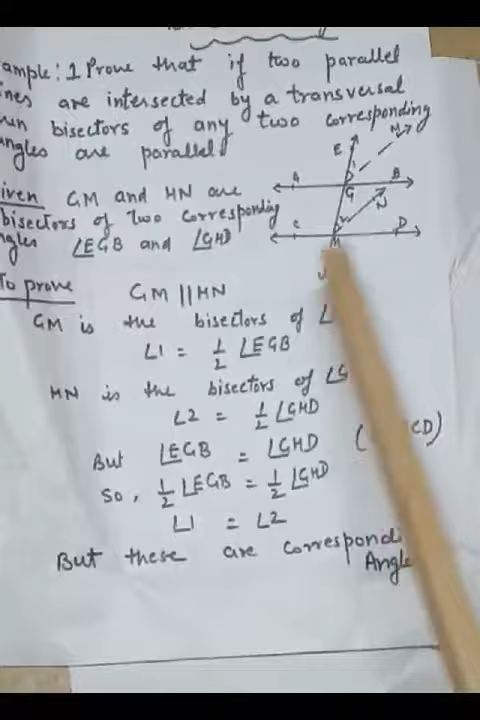 ample: 1 Prove that if two parallel
ines are intersected by a transversal
hen bisectors of any two corresponding
angles are parallel
iven GM and HN are
bisectors of two corresponding
ngles ∠EGB and ∠GHD
E
M
A
B
G
N
C
D
H
To prove GM || HN
GM is the bisectors of ∠
∠1 = 1/2 ∠EGB
HN is the bisectors of ∠G
∠2 = 1/2 ∠GHD
But ∠EGB = ∠GHD ( CD)
So, 1/2 ∠EGB = 1/2 ∠GHD
∠1 = ∠2
But these are correspondi
Angle